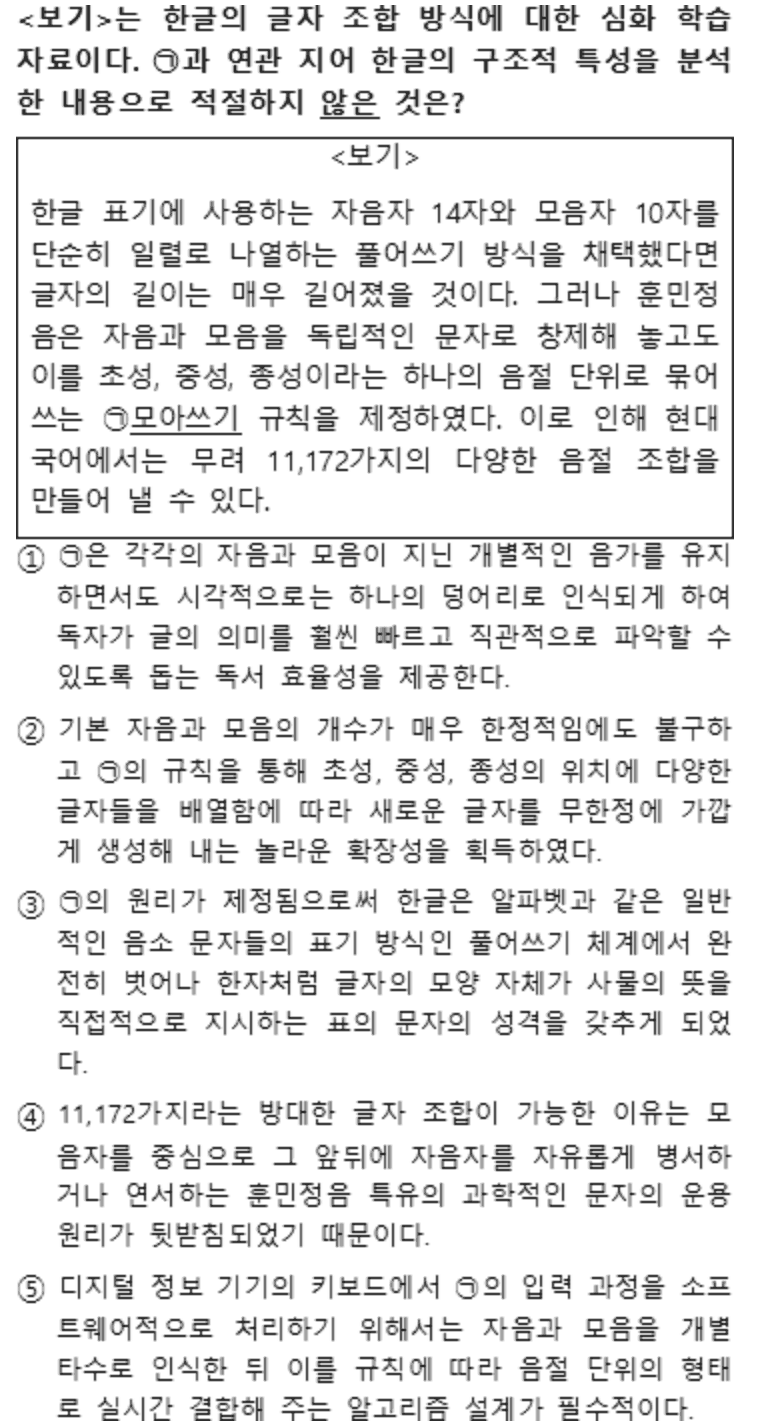 <보기>는 한글의 글자 조합 방식에 대한 심화 학습
자료이다. ㉠과 연관 지어 한글의 구조적 특성을 분석
한 내용으로 적절하지 않은 것은?
<보기>
한글 표기에 사용하는 자음자 14자와 모음자 10자를
단순히 일렬로 나열하는 풀어쓰기 방식을 채택했다면
글자의 길이는 매우 길어졌을 것이다. 그러나 훈민정
음은 자음과 모음을 독립적인 문자로 창제해 놓고도
이를 초성, 중성, 종성이라는 하나의 음절 단위로 묶어
쓰는 ㉠모아쓰기 규칙을 제정하였다. 이로 인해 현대
국어에서는 무려 11,172가지의 다양한 음절 조합을
만들어 낼 수 있다.
① ㉠은 각각의 자음과 모음이 지닌 개별적인 음가를 유지
하면서도 시각적으로는 하나의 덩어리로 인식되게 하여
독자가 글의 의미를 훨씬 빠르고 직관적으로 파악할 수
있도록 돕는 독서 효율성을 제공한다.
② 기본 자음과 모음의 개수가 매우 한정적임에도 불구하
고 ㉠의 규칙을 통해 초성, 중성, 종성의 위치에 다양한
글자들을 배열함에 따라 새로운 글자를 무한정에 가깝
게 생성해 내는 놀라운 확장성을 획득하였다.
③ ㉠의 원리가 제정됨으로써 한글은 알파벳과 같은 일반
적인 음소 문자들의 표기 방식인 풀어쓰기 체계에서 완
전히 벗어나 한자처럼 글자의 모양 자체가 사물의 뜻을
직접적으로 지시하는 표의 문자의 성격을 갖추게 되었
다.
④ 11,172가지라는 방대한 글자 조합이 가능한 이유는 모
음자를 중심으로 그 앞뒤에 자음자를 자유롭게 병서하
거나 연서하는 훈민정음 특유의 과학적인 문자의 운용
원리가 뒷받침되었기 때문이다.
⑤ 디지털 정보 기기의 키보드에서 ㉠의 입력 과정을 소프
트웨어적으로 처리하기 위해서는 자음과 모음을 개별
타수로 인식한 뒤 이를 규칙에 따라 음절 단위의 형태
로 실시간 결합해 주는 알고리즘 설계가 필수적이다.